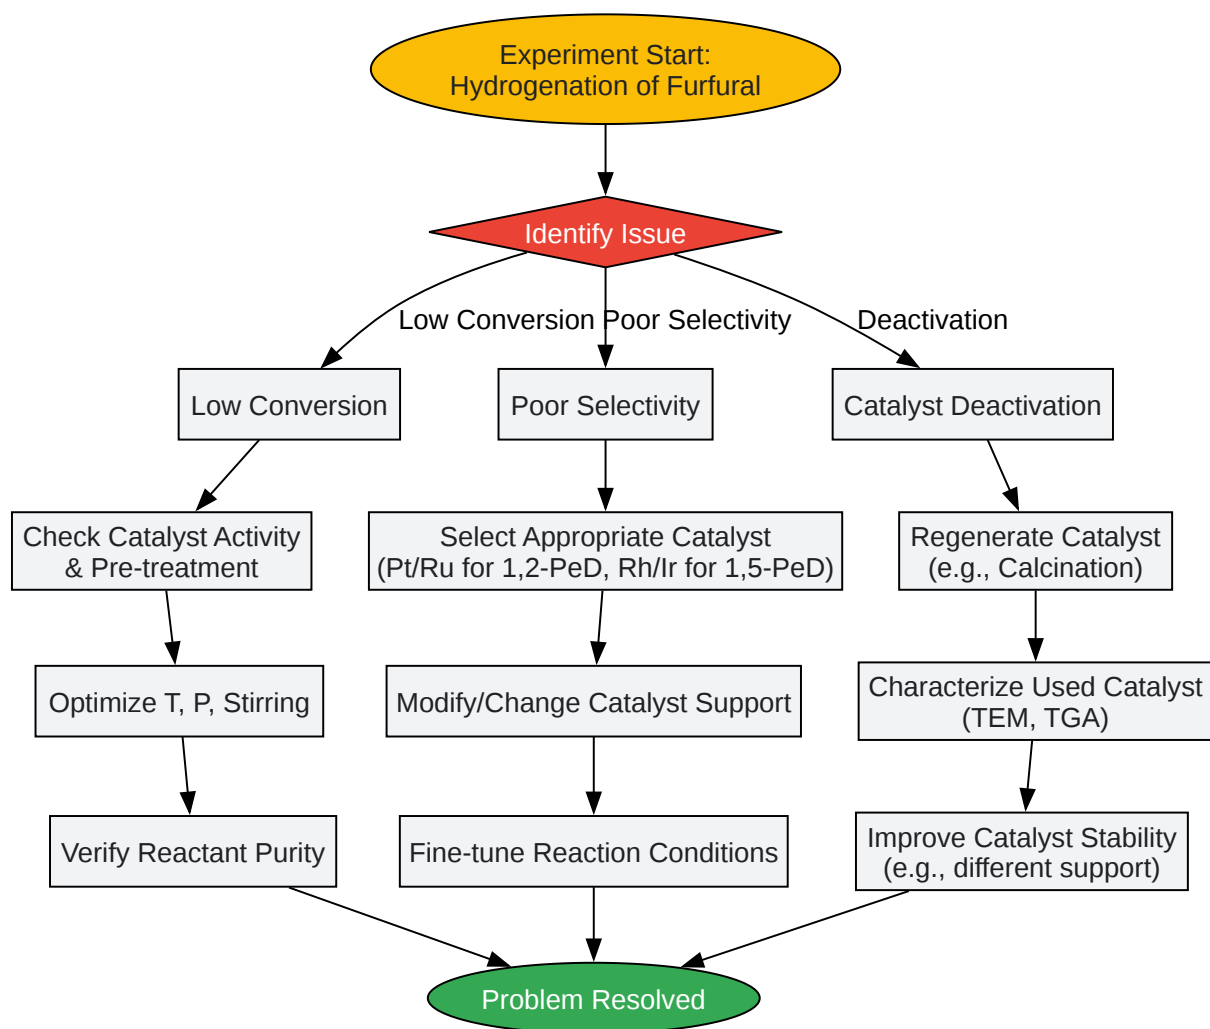 Experiment Start:
Hydrogenation of Furfural
Identify Issue
Low Conversion
Poor Selectivity
Deactivation
Low Conversion
Poor Selectivity
Catalyst Deactivation
Check Catalyst Activity
& Pre-treatment
Select Appropriate Catalyst
(Pt/Ru for 1,2-PeD, Rh/Ir for 1,5-PeD)
Regenerate Catalyst
(e.g., Calcination)
Optimize T, P, Stirring
Modify/Change Catalyst Support
Characterize Used Catalyst
(TEM, TGA)
Verify Reactant Purity
Fine-tune Reaction Conditions
Improve Catalyst Stability
(e.g., different support)
Problem Resolved